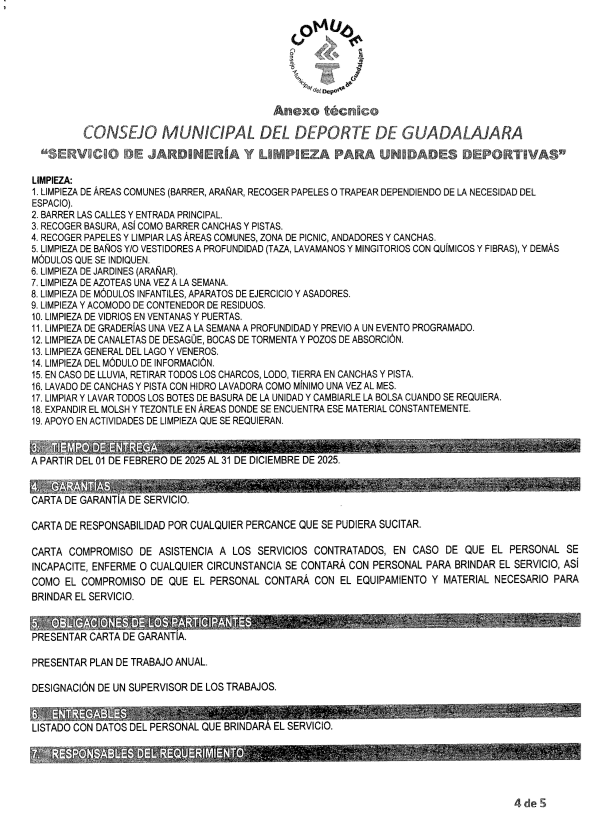 COMUDE
Consejo Municipal del Deporte de Guadalajara
Anexo técnico
CONSEJO MUNICIPAL DEL DEPORTE DE GUADALAJARA
"SERVICIO DE JARDINERÍA Y LIMPIEZA PARA UNIDADES DEPORTIVAS"
LIMPIEZA:
1. LIMPIEZA DE ÁREAS COMUNES (BARRER, ARAÑAR, RECOGER PAPELES O TRAPEAR DEPENDIENDO DE LA NECESIDAD DEL
ESPACIO).
2. BARRER LAS CALLES Y ENTRADA PRINCIPAL.
3. RECOGER BASURA, ASÍ COMO BARRER CANCHAS Y PISTAS.
4. RECOGER PAPELES Y LIMPIAR LAS ÁREAS COMUNES, ZONA DE PICNIC, ANDADORES Y CANCHAS.
5. LIMPIEZA DE BAÑOS Y/O VESTIDORES A PROFUNDIDAD (TAZA, LAVAMANOS Y MINGITORIOS CON QUÍMICOS Y FIBRAS), Y DEMÁS
MÓDULOS QUE SE INDIQUEN.
6. LIMPIEZA DE JARDINES (ARAÑAR).
7. LIMPIEZA DE AZOTEAS UNA VEZ A LA SEMANA.
8. LIMPIEZA DE MÓDULOS INFANTILES, APARATOS DE EJERCICIO Y ASADORES.
9. LIMPIEZA Y ACOMODO DE CONTENEDOR DE RESIDUOS.
10. LIMPIEZA DE VIDRIOS EN VENTANAS Y PUERTAS.
11. LIMPIEZA DE GRADERÍAS UNA VEZ A LA SEMANA A PROFUNDIDAD Y PREVIO A UN EVENTO PROGRAMADO.
12. LIMPIEZA DE CANALETAS DE DESAGÜE, BOCAS DE TORMENTA Y POZOS DE ABSORCIÓN.
13. LIMPIEZA GENERAL DEL LAGO Y VENEROS.
14. LIMPIEZA DEL MÓDULO DE INFORMACIÓN.
15. EN CASO DE LLUVIA, RETIRAR TODOS LOS CHARCOS, LODO, TIERRA EN CANCHAS Y PISTA.
16. LAVADO DE CANCHAS Y PISTA CON HIDRO LAVADORA COMO MÍNIMO UNA VEZ AL MES.
17. LIMPIAR Y LAVAR TODOS LOS BOTES DE BASURA DE LA UNIDAD Y CAMBIARLE LA BOLSA CUANDO SE REQUIERA.
18. EXPANDIR EL MOLSH Y TEZONTLE EN ÁREAS DONDE SE ENCUENTRA ESE MATERIAL CONSTANTEMENTE.
19. APOYO EN ACTIVIDADES DE LIMPIEZA QUE SE REQUIERAN.
3. TIEMPO DE ENTREGA
A PARTIR DEL 01 DE FEBRERO DE 2025 AL 31 DE DICIEMBRE DE 2025.
4. GARANTÍAS
CARTA DE GARANTÍA DE SERVICIO.
CARTA DE RESPONSABILIDAD POR CUALQUIER PERCANCE QUE SE PUDIERA SUCITAR.
CARTA COMPROMISO DE ASISTENCIA A LOS SERVICIOS CONTRATADOS, EN CASO DE QUE EL PERSONAL SE
INCAPACITE, ENFERME O CUALQUIER CIRCUNSTANCIA SE CONTARÁ CON PERSONAL PARA BRINDAR EL SERVICIO, ASÍ
COMO EL COMPROMISO DE QUE EL PERSONAL CONTARÁ CON EL EQUIPAMIENTO Y MATERIAL NECESARIO PARA
BRINDAR EL SERVICIO.
5. OBLIGACIONES DE LOS PARTICIPANTES
PRESENTAR CARTA DE GARANTÍA.
PRESENTAR PLAN DE TRABAJO ANUAL.
DESIGNACIÓN DE UN SUPERVISOR DE LOS TRABAJOS.
6. ENTREGABLES
LISTADO CON DATOS DEL PERSONAL QUE BRINDARÁ EL SERVICIO.
7. RESPONSABLES DEL REQUERIMIENTO
4 de 5